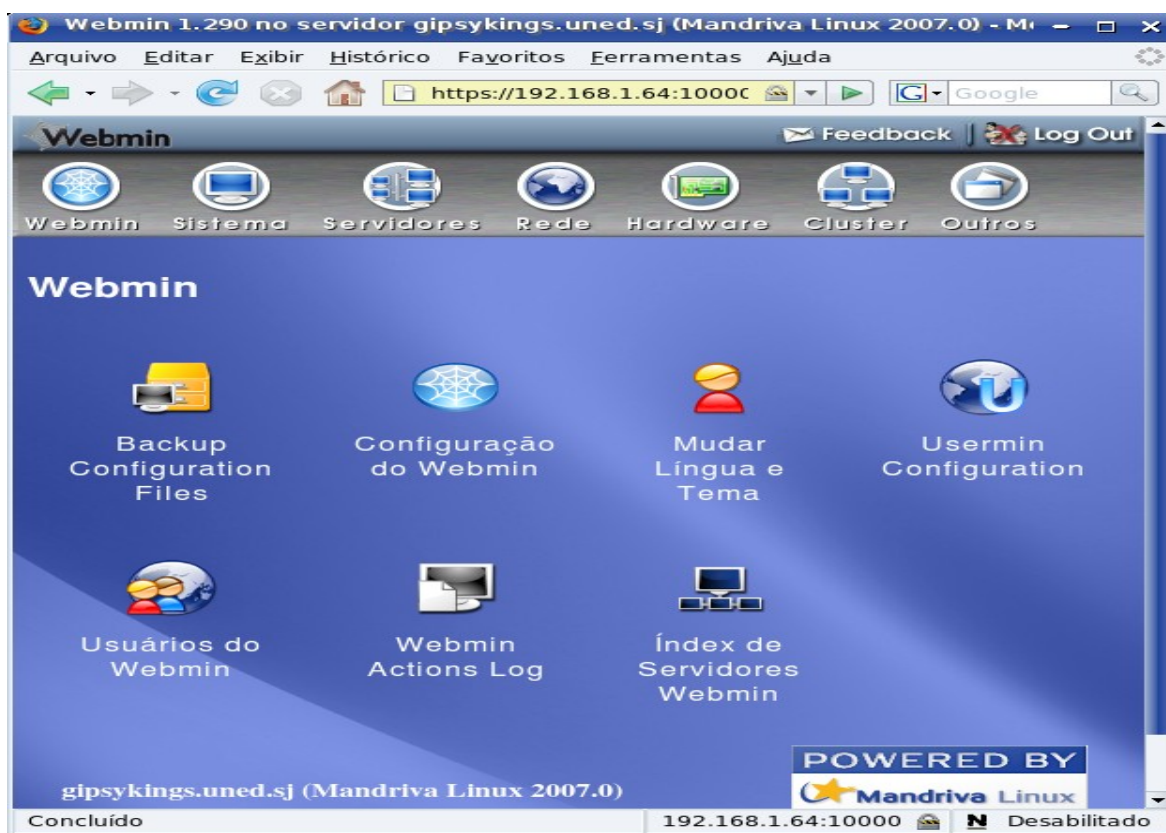 Webmin 1.290 no servidor gipsykings.uned.sj (Mandriva Linux 2007.0) - M
Arquivo Editar Exibir Histórico Favoritos Ferramentas Ajuda
https://192.168.1.64:1000
G Google
Webmin
Feedback
Log Out
Webmin Sistema Servidores Rede Hardware Cluster Outros
Webmin
Backup
Configuration
Files
Configuração
do Webmin
Mudar
Língua e
Tema
Usermin
Configuration
Usuários do
Webmin
Webmin
Actions Log
Índex de
Servidores
Webmin
POWERED BY
Mandriva Linux
gipsykings.uned.sj (Mandriva Linux 2007.0)
Concluído
192.168.1.64:10000
N Desabilitado